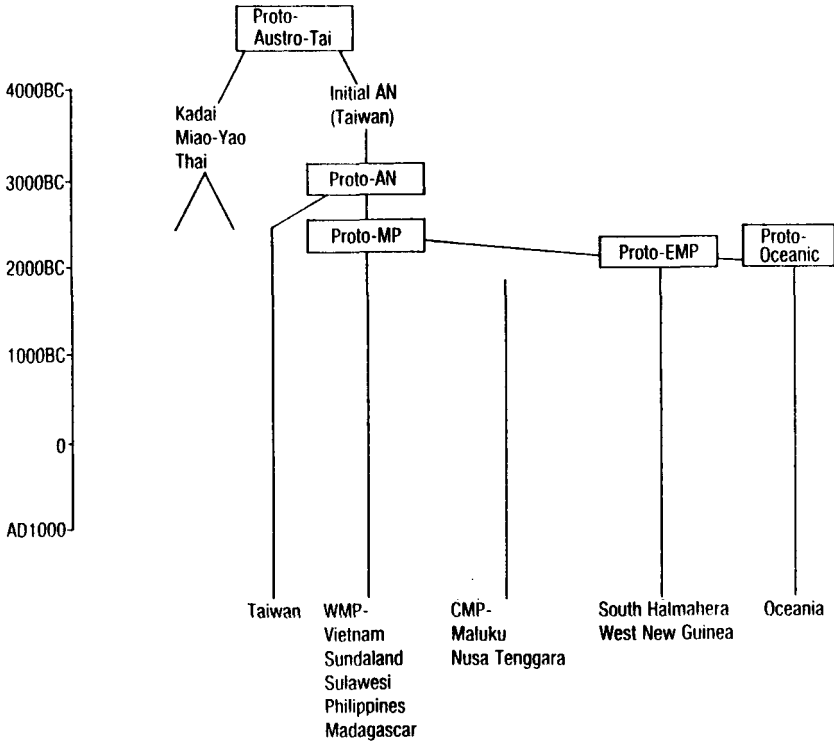 Proto-
Austro-Tai
4000BC
Kadai
Miao-Yao
Thai
Initial AN
(Taiwan)
3000BC
Proto-AN
Proto-MP
Proto-EMP
Proto-
Oceanic
2000BC
1000BC
0
AD1000
Taiwan
WMP-
Vietnam
Sundaland
Sulawesi
Philippines
Madagascar
CMP-
Maluku
Nusa Tenggara
South Halmahera
West New Guinea
Oceania